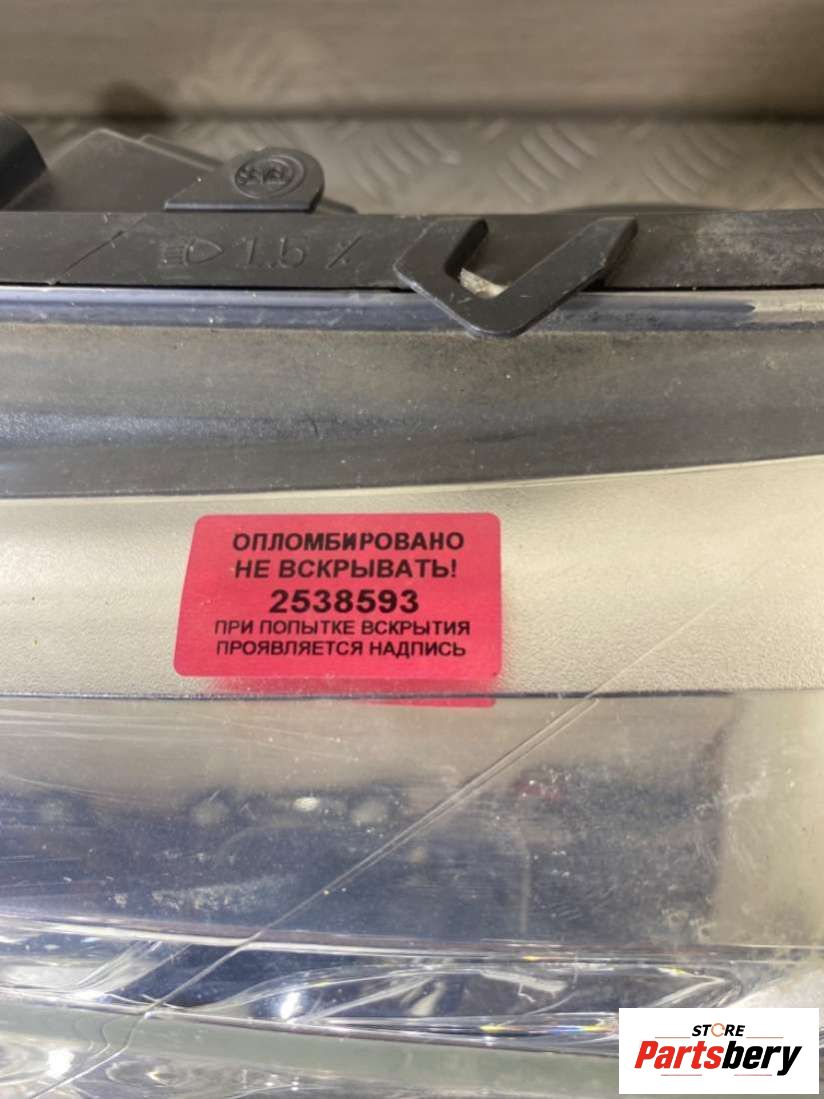 1.5 %
ОПЛОМБИРОВАНО
НЕ ВСКРЫВАТЬ!
2538593
ПРИ ПОПЫТКЕ ВСКРЫТИЯ
ПРОЯВЛЯЕТСЯ НАДПИСЬ
STORE
Partsbery